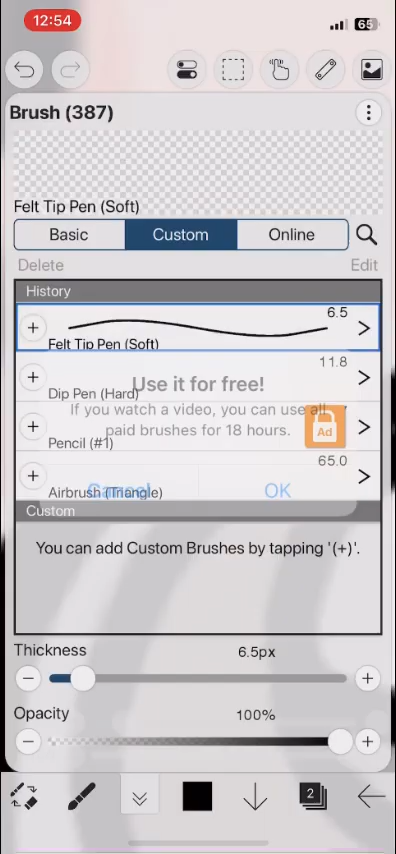 12:54
65
Brush (387)
Felt Tip Pen (Soft)
Basic
Custom
Online
Delete
Edit
History
6.5
Felt Tip Pen (Soft)
11.8
Dip Pen (Hard)
Use it for free!
If you watch a video, you can use all
paid brushes for 18 hours.
Ad
Pencil (#1)
65.0
Airbrush (Triangle)
Cancel
OK
Custom
You can add Custom Brushes by tapping '(+)'.
Thickness
6.5px
Opacity
100%
2